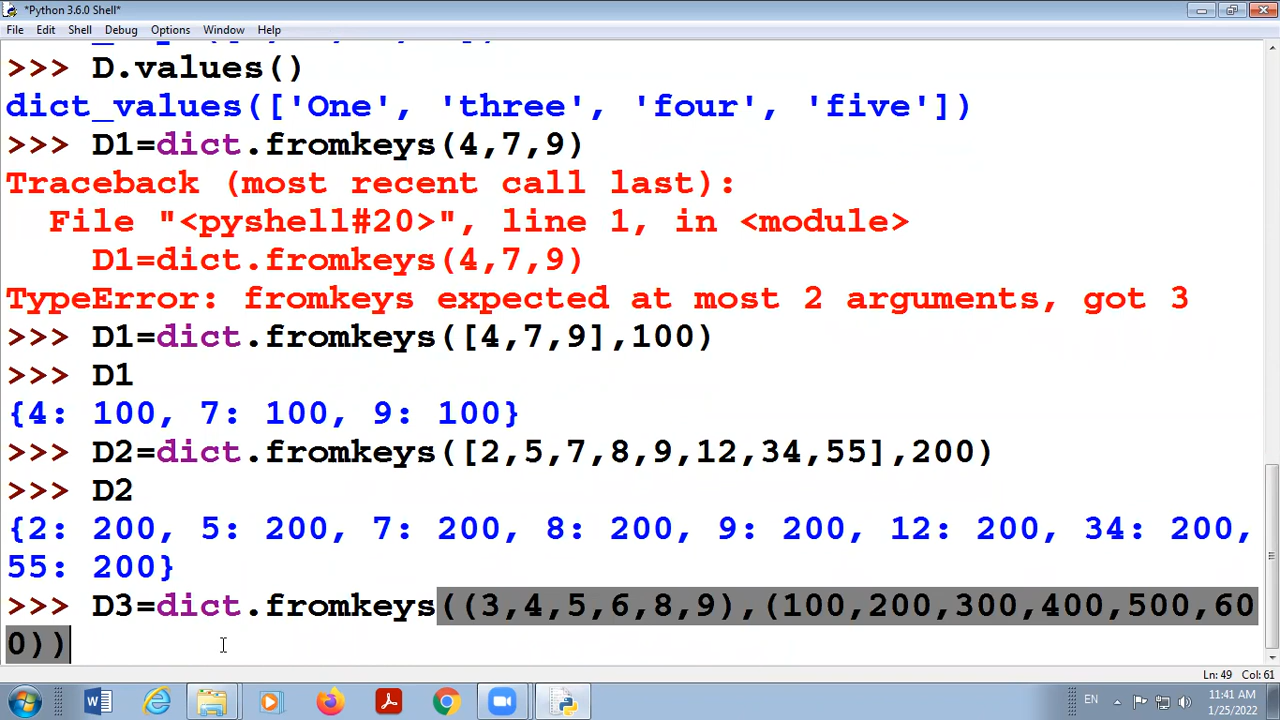 *Python 3.6.0 Shell*
File Edit Shell Debug Options Window Help
>>> D.values()
dict_values(['One', 'three', 'four', 'five'])
>>> D1=dict.fromkeys(4,7,9)
Traceback (most recent call last):
  File "<pyshell#20>", line 1, in <module>
    D1=dict.fromkeys(4,7,9)
TypeError: fromkeys expected at most 2 arguments, got 3
>>> D1=dict.fromkeys([4,7,9],100)
>>> D1
{4: 100, 7: 100, 9: 100}
>>> D2=dict.fromkeys([2,5,7,8,9,12,34,55],200)
>>> D2
{2: 200, 5: 200, 7: 200, 8: 200, 9: 200, 12: 200, 34: 200,
55: 200}
>>> D3=dict.fromkeys((3,4,5,6,8,9),(100,200,300,400,500,60
0))
Ln: 49 Col: 61
EN
11:41 AM
1/25/2022